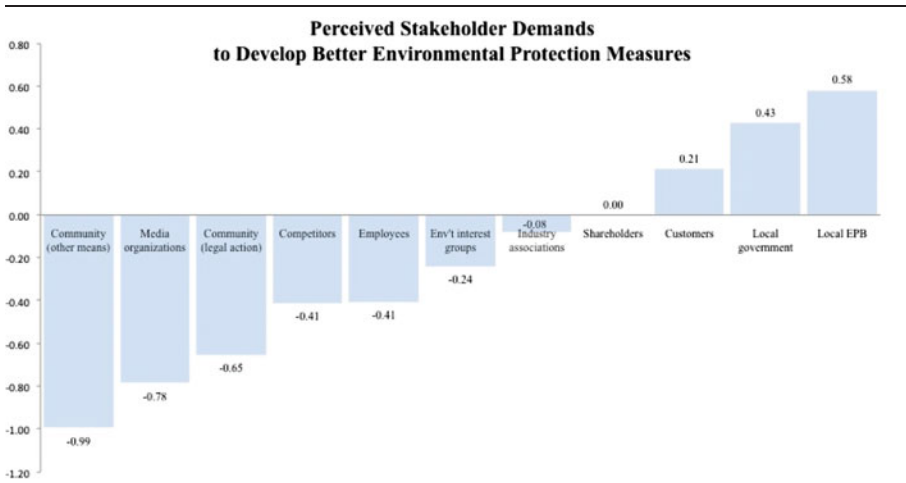 Perceived Stakeholder Demands
to Develop Better Environmental Protection Measures
0.80
0.60
0.40
0.20
0.00
-0.20
-0.40
-0.60
-0.80
-1.00
-1.20
Community
(other means)
-0.99
Media
organizations
-0.78
Community
(legal action)
-0.65
Competitors
-0.41
Employees
-0.41
Env't interest
groups
-0.24
-0.08
Industry
associations
0.00
Shareholders
0.21
Customers
0.43
Local
government
0.58
Local EPB